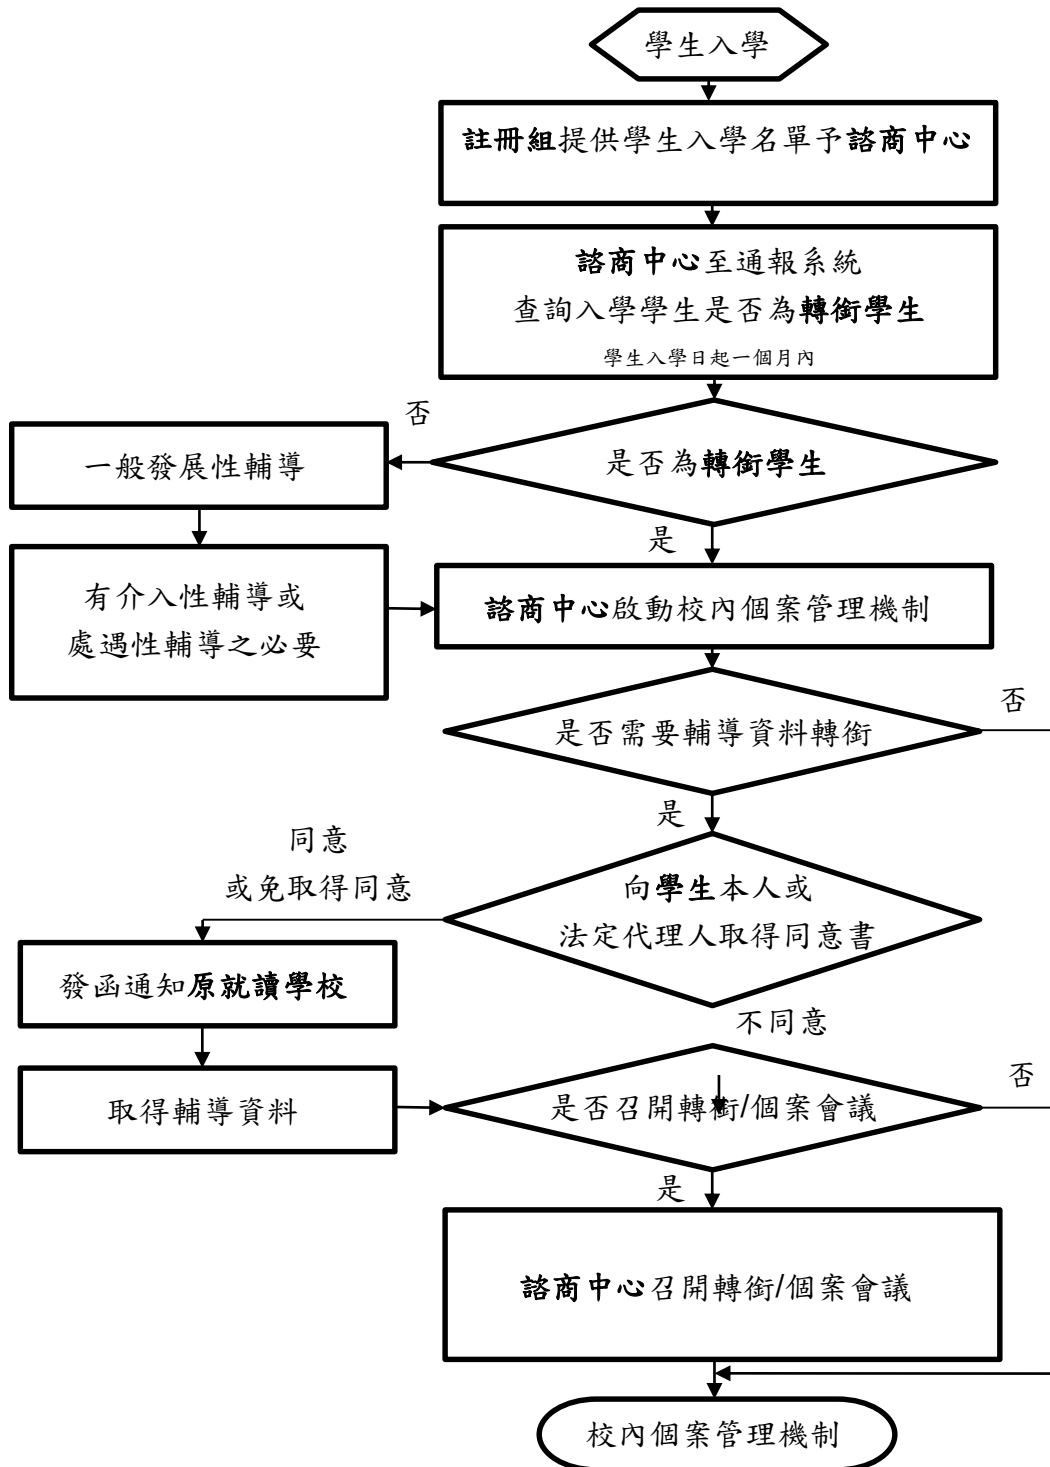 學生入學
註冊組提供學生入學名單予諮商中心
諮商中心至通報系統
查詢入學學生是否為轉銜學生
學生入學日起一個月內
否
是否為轉銜學生
一般發展性輔導
是
有介入性輔導或
處遇性輔導之必要
諮商中心啟動校內個案管理機制
否
是否需要輔導資料轉銜
是
同意
或免取得同意
向學生本人或
法定代理人取得同意書
發函通知原就讀學校
不同意
否
取得輔導資料
是否召開轉銜/個案會議
是
諮商中心召開轉銜/個案會議
校內個案管理機制